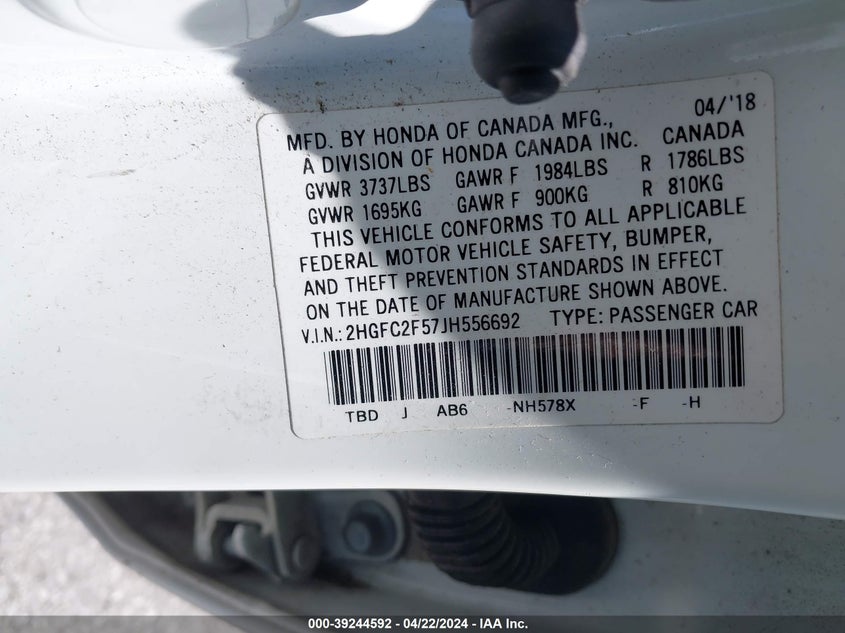 04/'18
MFD. BY HONDA OF CANADA MFG.,
A DIVISION OF HONDA CANADA INC. CANADA
GVWR 3737LBS GAWR F 1984LBS R 1786LBS
GVWR 1695KG GAWR F 900KG R 810KG
THIS VEHICLE CONFORMS TO ALL APPLICABLE
FEDERAL MOTOR VEHICLE SAFETY, BUMPER,
AND THEFT PREVENTION STANDARDS IN EFFECT
ON THE DATE OF MANUFACTURE SHOWN ABOVE.
V.I.N.: 2HGFC2F57JH556692 TYPE: PASSENGER CAR
TBD J AB6 -NH578X -F -H
000-39244592 - 04/22/2024 - IAA Inc.